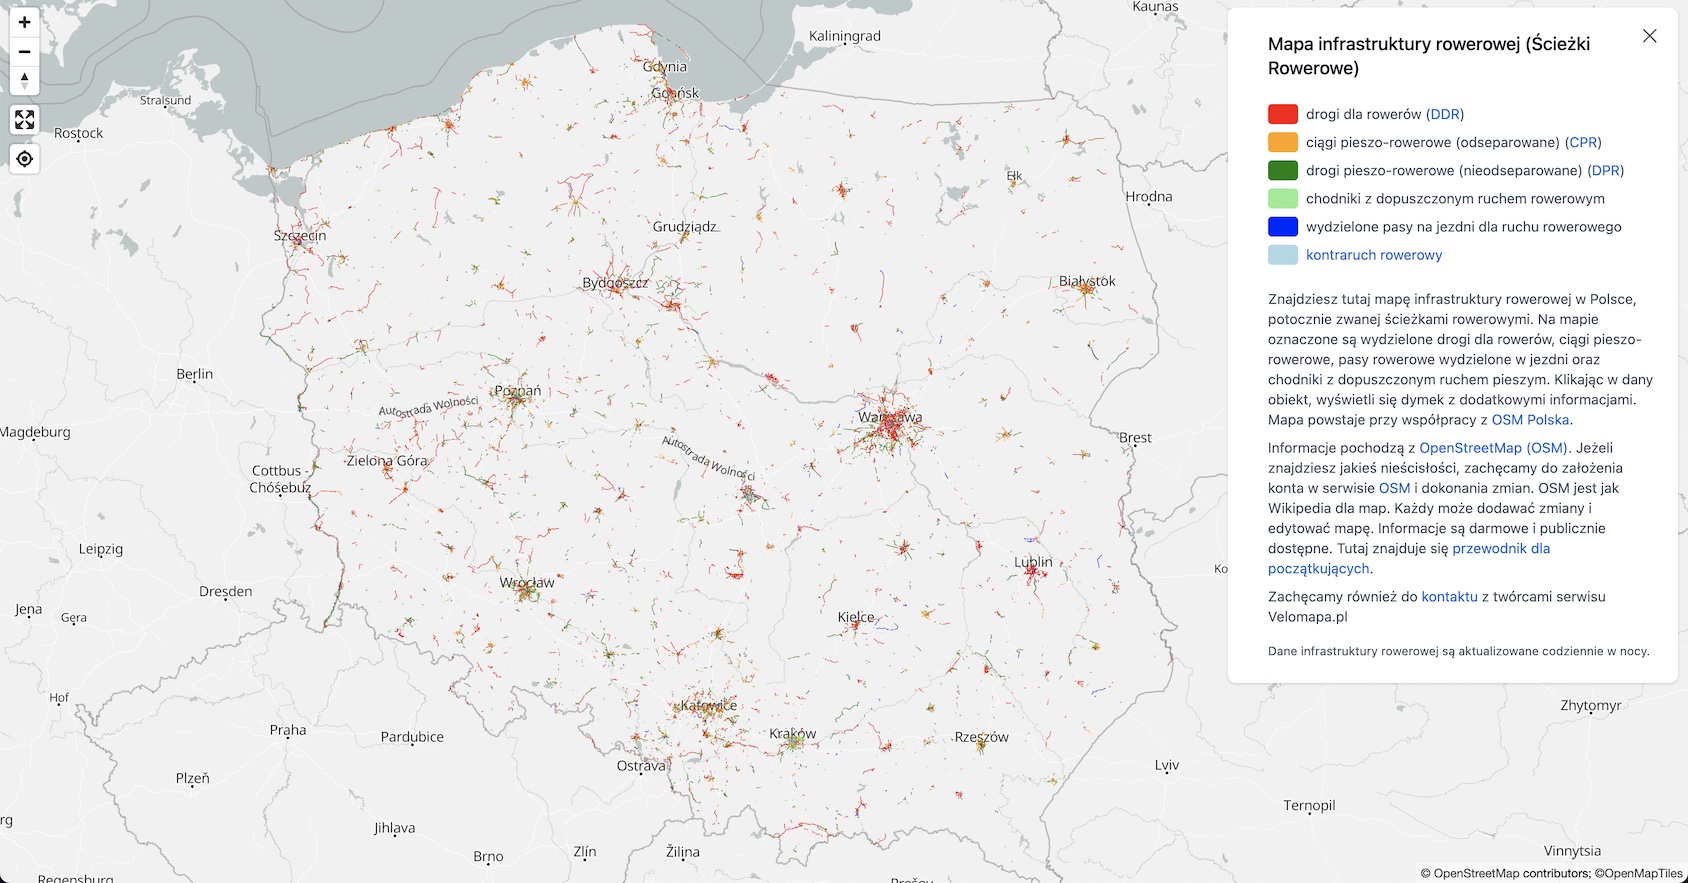 Kaunas
Kaliningrad
Gdynia
Gdańsk
Stralsund
Rostock
Ełk
Hrodna
Grudziądz
Szczecin
Bydgoszcz
Białystok
Berlin
Poznań
Autostrada Wolności
Warszawa
Magdeburg
Brest
Autostrada Wolności
Zielona Góra
Cottbus -
Chóśebuz
Leipzig
Lublin
Ko
Wrocław
Dresden
Jena
Gera
Kielce
Hof
Katowice
Zhytomyr
Praha
Pardubice
Kraków
Rzeszów
Ostrava
Lviv
Plzeň
Ternopil
rg
Jihlava
Brno
Zlín
Žilina
Vinnytsia
Regensburg
Prešov
Mapa infrastruktury rowerowej (Ścieżki
Rowerowe)
drogi dla rowerów (DDR)
ciągi pieszo-rowerowe (odseparowane) (CPR)
drogi pieszo-rowerowe (nieodseparowane) (DPR)
chodniki z dopuszczonym ruchem rowerowym
wydzielone pasy na jezdni dla ruchu rowerowego
kontraruch rowerowy
Znajdziesz tutaj mapę infrastruktury rowerowej w Polsce,
potocznie zwanej ścieżkami rowerowymi. Na mapie
oznaczone są wydzielone drogi dla rowerów, ciągi pieszo-
rowerowe, pasy rowerowe wydzielone w jezdni oraz
chodniki z dopuszczonym ruchem pieszym. Klikając w dany
obiekt, wyświetli się dymek z dodatkowymi informacjami.
Mapa powstaje przy współpracy z OSM Polska.
Informacje pochodzą z OpenStreetMap (OSM). Jeżeli
znajdziesz jakieś nieścisłości, zachęcamy do założenia
konta w serwisie OSM i dokonania zmian. OSM jest jak
Wikipedia dla map. Każdy może dodawać zmiany i
edytować mapę. Informacje są darmowe i publicznie
dostępne. Tutaj znajduje się przewodnik dla
początkujących.
Zachęcamy również do kontaktu z twórcami serwisu
Velomapa.pl
Dane infrastruktury rowerowej są aktualizowane codziennie w nocy.
© OpenStreetMap contributors; ©OpenMapTiles